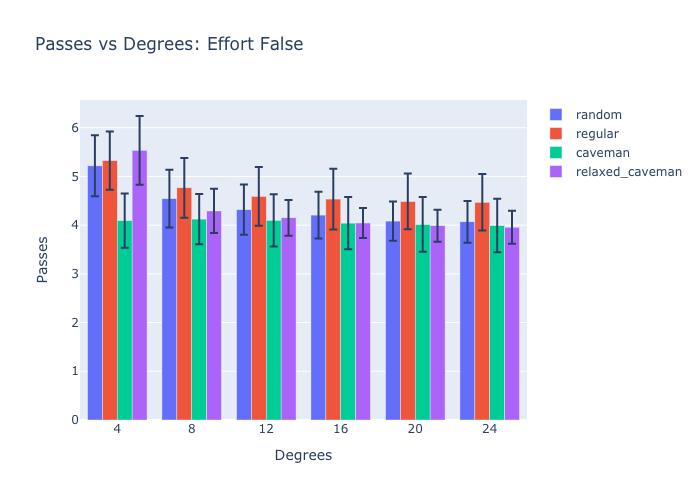 Passes vs Degrees: Effort False
random
regular
caveman
relaxed_caveman
6
5
4
3
2
1
0
Passes
4 8 12 16 20 24
Degrees